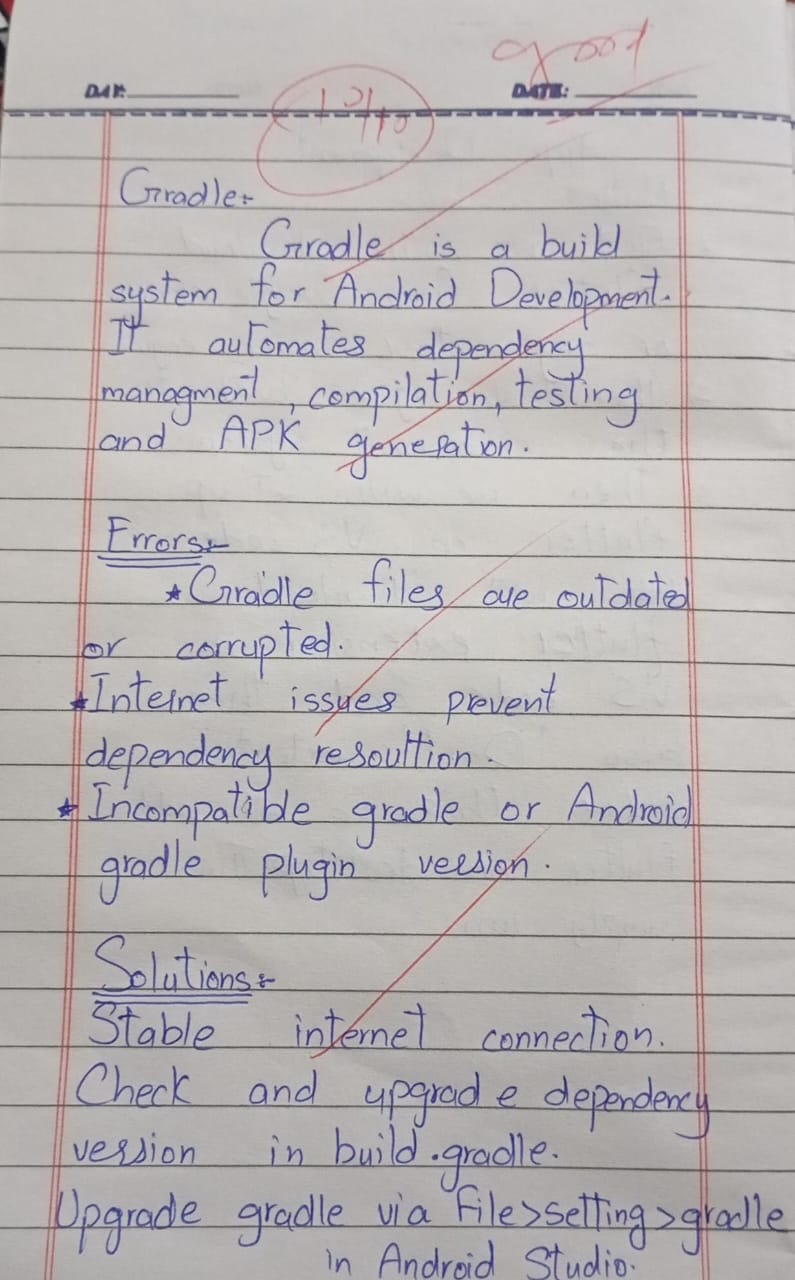 good
DAY:
DATE:
10/10
Gradle:-
Gradle is a build
system for Android Development.
It automates dependency
managment, compilation, testing
and APK generation.
Errors:-
* Gradle files are outdated
or corrupted.
* Internet issues prevent
dependency resoulttion.
* Incompatible gradle or Android
gradle plugin version.
Solutions:-
Stable internet connection.
Check and upgrade dependency
version in build.gradle.
Upgrade gradle via File>setting>gradle
in Android Studio.